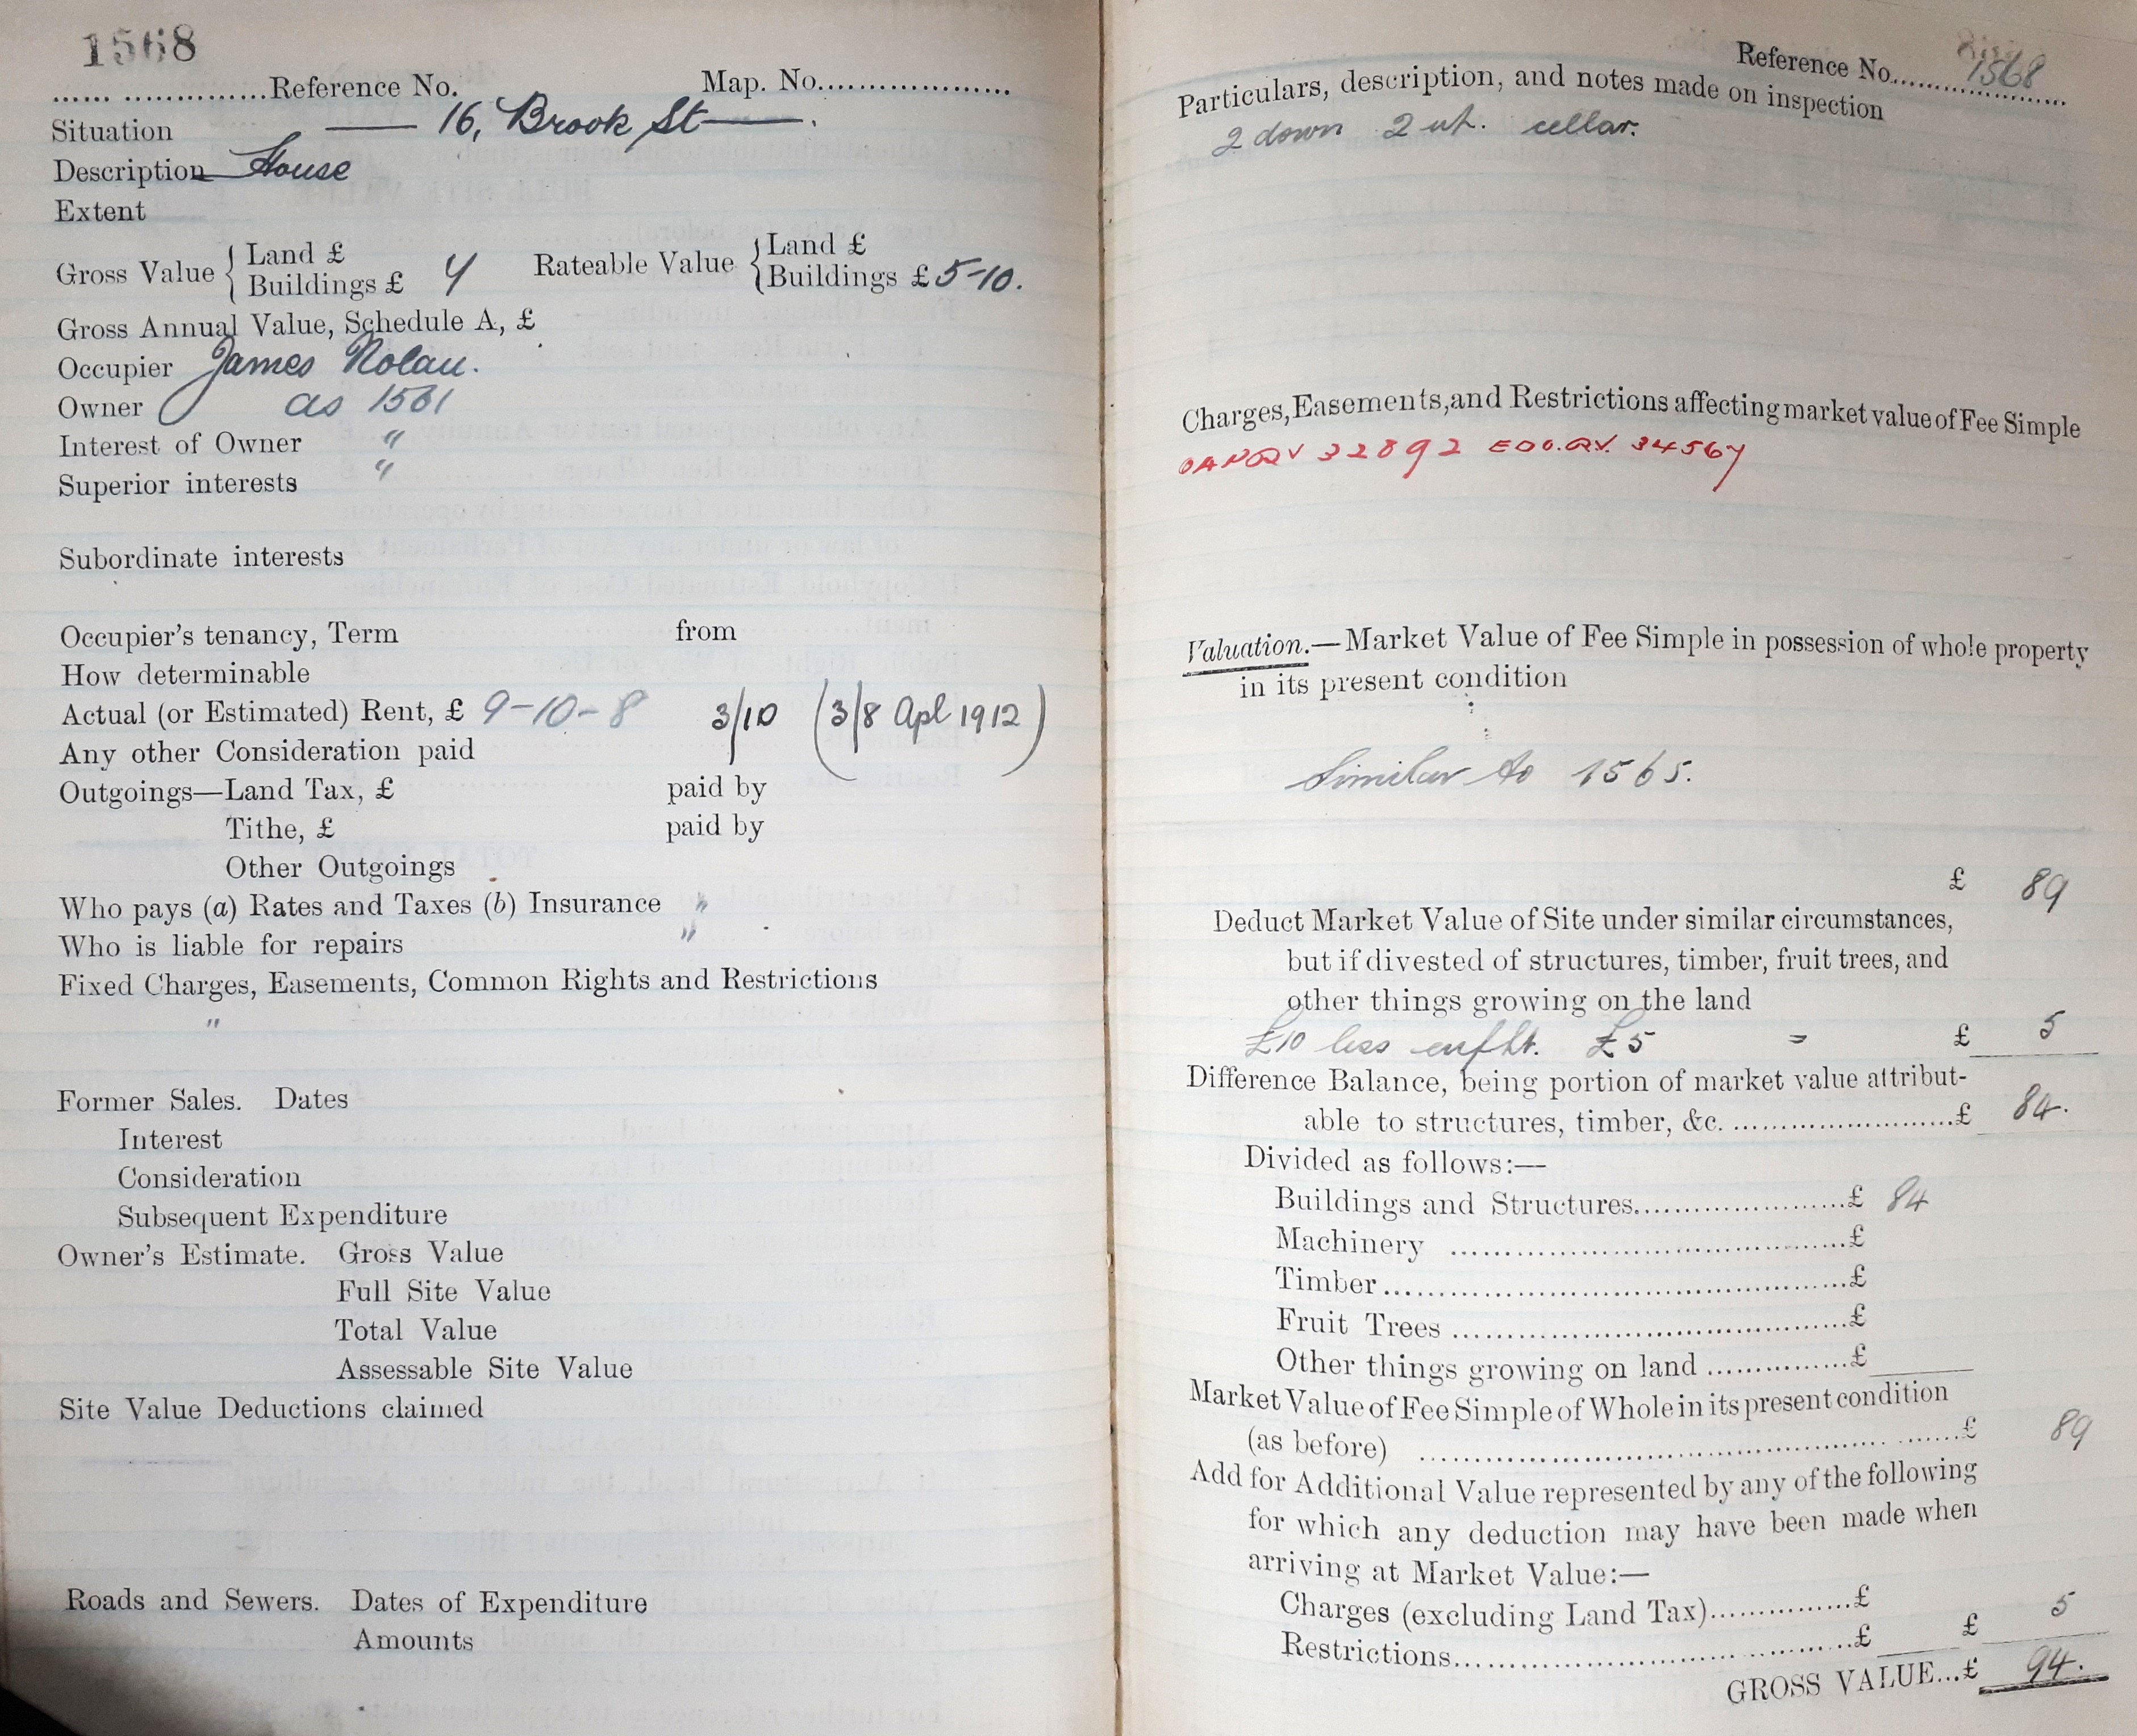 1568
...... ..............Reference No. Map. No....................
Situation —— 16, Brook St ——.
Description House
Extent
Gross Value { Land £
Buildings £ 7
Rateable Value { Land £
Buildings £ 5-10.
Gross Annual Value, Schedule A, £
Occupier James Nolan.
Owner as 1561
Interest of Owner "
Superior interests "
Subordinate interests
Occupier's tenancy, Term from
How determinable
Actual (or Estimated) Rent, £ 9-10-8 3/10 (3/8 Apl 1912)
Any other Consideration paid
Outgoings—Land Tax, £ paid by
Tithe, £ paid by
Other Outgoings
Who pays (a) Rates and Taxes (b) Insurance "
Who is liable for repairs "
Fixed Charges, Easements, Common Rights and Restrictions
"
Former Sales. Dates
Interest
Consideration
Subsequent Expenditure
Owner's Estimate. Gross Value
Full Site Value
Total Value
Assessable Site Value
Site Value Deductions claimed
Roads and Sewers. Dates of Expenditure
Amounts
Reference No. 1568
Particulars, description, and notes made on inspection
2 down 2 up. cellar.
Charges, Easements, and Restrictions affecting market value of Fee Simple
32892 34567
Valuation.—Market Value of Fee Simple in possession of whole property
in its present condition
Similar to 1565.
£ 89
Deduct Market Value of Site under similar circumstances,
but if divested of structures, timber, fruit trees, and
other things growing on the land
£10 less enfht. £5 = £ 5
Difference Balance, being portion of market value attribut-
able to structures, timber, &c. ............................£ 84.
Divided as follows:—
Buildings and Structures........................£ 84
Machinery .............................................£
Timber.....................................................£
Fruit Trees .............................................£
Other things growing on land ...............£
Market Value of Fee Simple of Whole in its present condition
(as before) ..........................................................£ 89
Add for Additional Value represented by any of the following
for which any deduction may have been made when
arriving at Market Value:—
Charges (excluding Land Tax)...............£
Restrictions............................................£ £ 5
GROSS VALUE...£ 94.